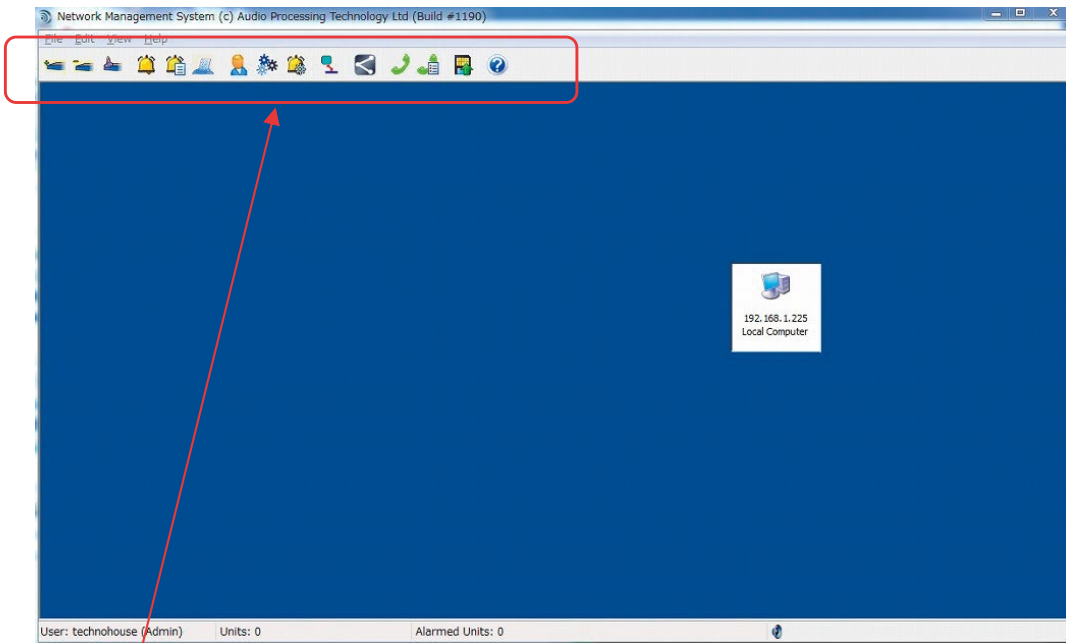 Network Management System (c) Audio Processing Technology Ltd (Build #1190)
File Edit View Help
192.168.1.225
Local Computer
User: technohouse (Admin) Units: 0 Alarmed Units: 0